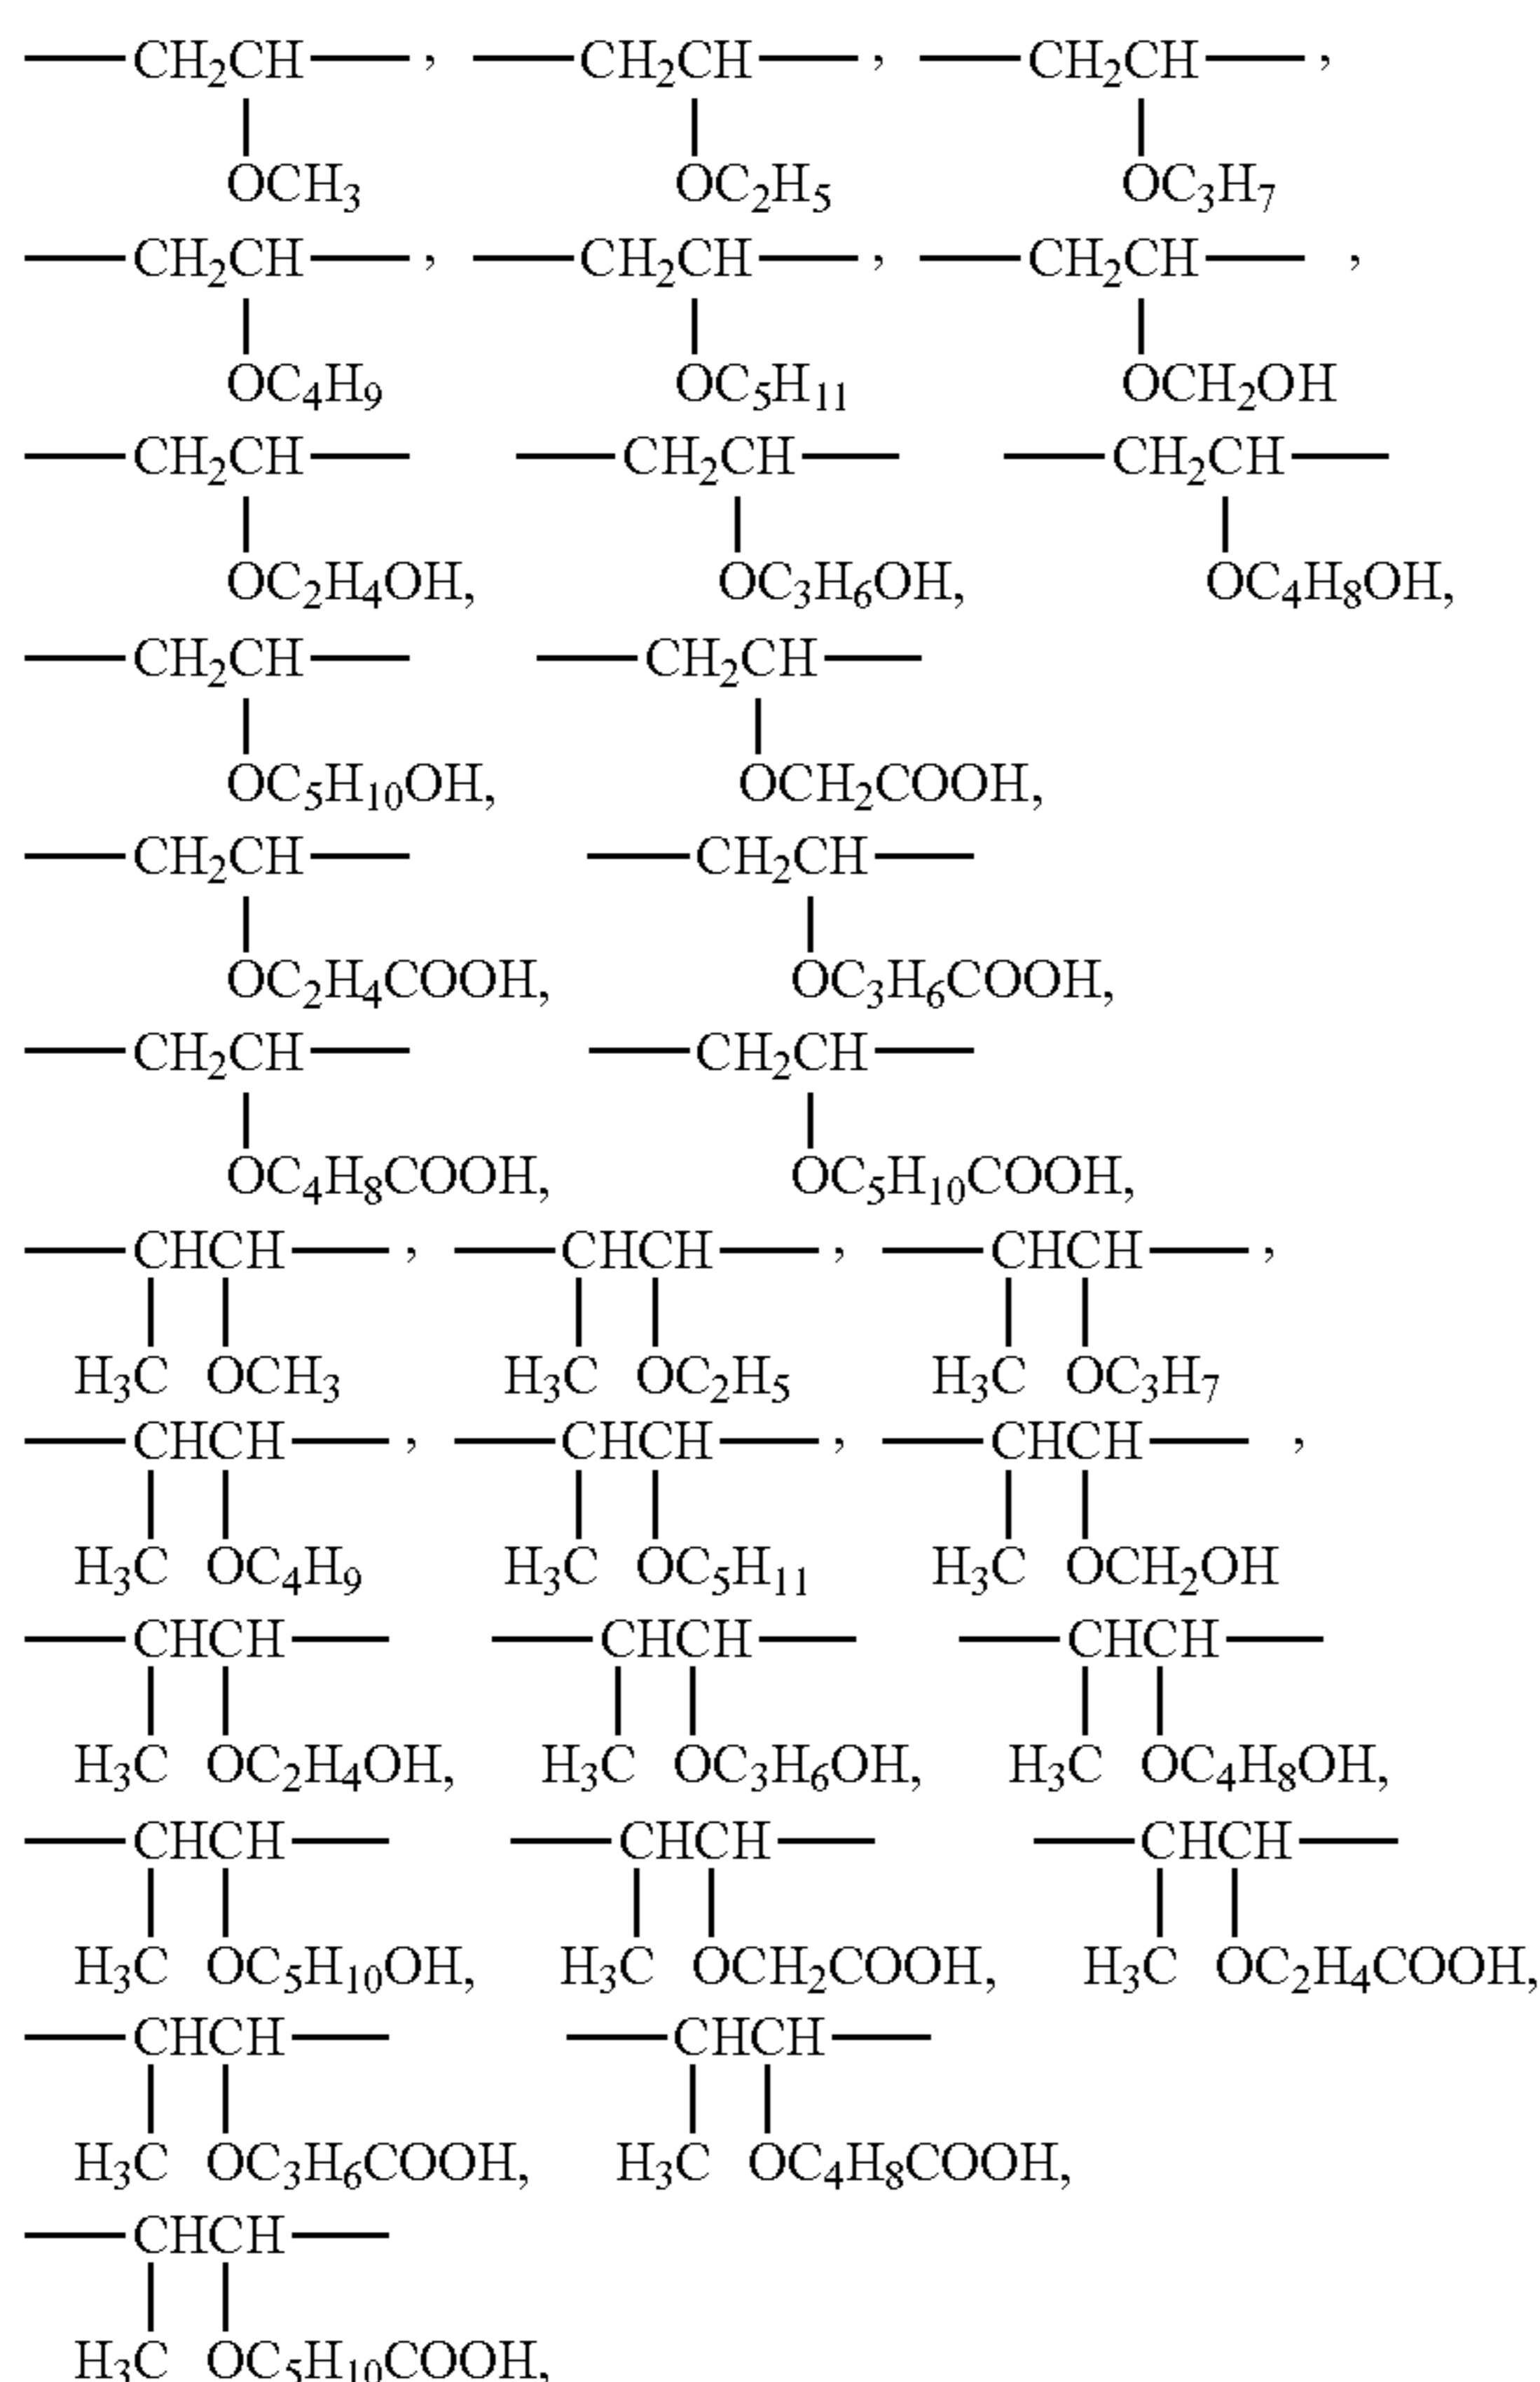 CH₂CH , CH₂CH , CH₂CH ,
OCH₃ OC₂H₅ OC₃H₇
CH₂CH , CH₂CH , CH₂CH ,
OC₄H₉ OC₅H₁₁ OCH₂OH
CH₂CH CH₂CH CH₂CH
OC₂H₄OH, OC₃H₆OH, OC₄H₈OH,
CH₂CH CH₂CH
OC₅H₁₀OH, OCH₂COOH,
CH₂CH CH₂CH
OC₂H₄COOH, OC₃H₆COOH,
CH₂CH CH₂CH
OC₄H₈COOH, OC₅H₁₀COOH,
CHCH , CHCH , CHCH ,
H₃C OCH₃ H₃C OC₂H₅ H₃C OC₃H₇
CHCH , CHCH , CHCH ,
H₃C OC₄H₉ H₃C OC₅H₁₁ H₃C OCH₂OH
CHCH CHCH CHCH
H₃C OC₂H₄OH, H₃C OC₃H₆OH, H₃C OC₄H₈OH,
CHCH CHCH CHCH
H₃C OC₅H₁₀OH, H₃C OCH₂COOH, H₃C OC₂H₄COOH,
CHCH CHCH
H₃C OC₃H₆COOH, H₃C OC₄H₈COOH,
CHCH
H₃C OC₅H₁₀COOH,